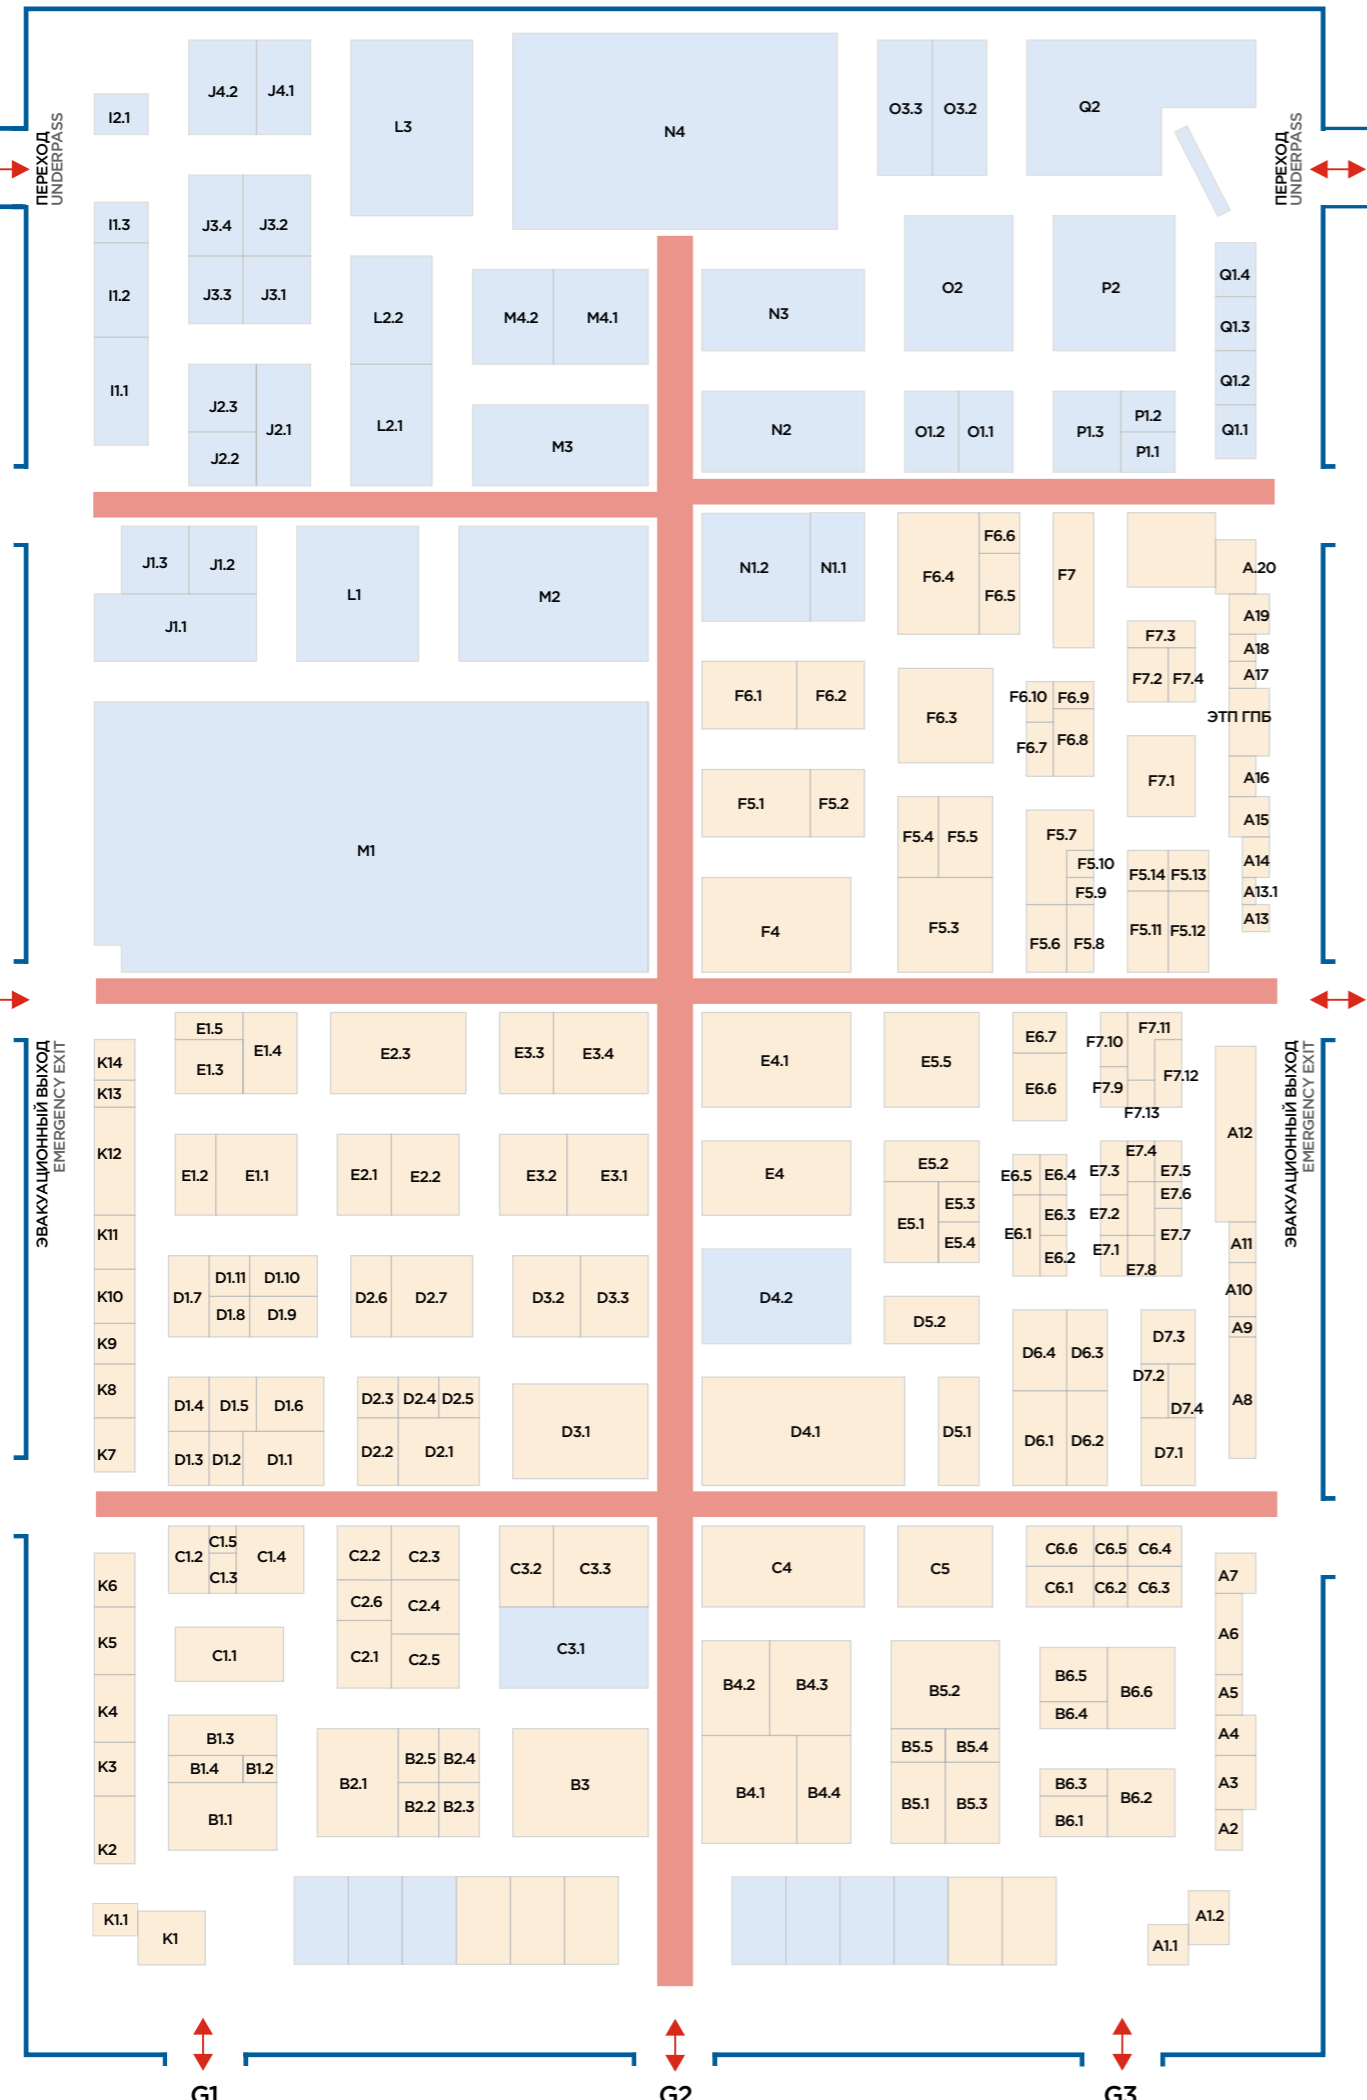 J4.2 J4.1
L3
N4
O3.3 O3.2
Q2
I2.1
ПЕРЕХОД
UNDERPASS
ПЕРЕХОД
UNDERPASS
I1.3
J3.4 J3.2
I1.2
J3.3 J3.1
L2.2
M4.2 M4.1
N3
O2
P2
Q1.4
Q1.3
I1.1
J2.3
J2.1
J2.2
L2.1
M3
N2
O1.2 O1.1
P1.3
P1.2
P1.1
Q1.2
Q1.1
J1.3 J1.2
J1.1
L1
M2
N1.2 N1.1
F6.4
F6.6
F6.5
F7
A.20
A19
F7.3
A18
F7.2 F7.4
A17
F6.1 F6.2
F6.3
F6.10 F6.9
F6.7 F6.8
ЭТП ГПБ
F7.1
A16
M1
F5.1 F5.2
F5.4 F5.5
F5.7
F5.10
F5.9
A15
A14
F5.14 F5.13
A13.1
A13
F4
F5.3
F5.6 F5.8
F5.11 F5.12
ЭВАКУАЦИОННЫЙ ВЫХОД
EMERGENCY EXIT
K14
K13
K12
E1.5
E1.3
E1.4
E2.3
E3.3 E3.4
E4.1
E5.5
E6.7
E6.6
F7.10
F7.11
F7.9
F7.12
F7.13
A12
ЭВАКУАЦИОННЫЙ ВЫХОД
EMERGENCY EXIT
E1.2 E1.1
E2.1 E2.2
E3.2 E3.1
E4
E5.2
E5.1
E5.3
E5.4
E6.5 E6.4
E6.1
E6.3
E6.2
E7.3
E7.4
E7.5
E7.6
E7.2
E7.1
E7.7
E7.8
K11
A11
K10
D1.7
D1.11 D1.10
D1.8 D1.9
D2.6 D2.7
D3.2 D3.3
D4.2
D5.2
D6.4 D6.3
D7.3
A10
A9
K9
K8
D1.4 D1.5 D1.6
D2.3 D2.4 D2.5
D3.1
D4.1
D5.1
D7.2
D7.4
A8
K7
D1.3 D1.2 D1.1
D2.2 D2.1
D6.1 D6.2
D7.1
K6
C1.2
C1.5
C1.3
C1.4
C2.2 C2.3
C3.2 C3.3
C4
C5
C6.6 C6.5 C6.4
C6.1 C6.2 C6.3
A7
K5
C1.1
C2.6
C2.4
C2.1
C2.5
C3.1
A6
K4
B4.2 B4.3
B5.2
B6.5
B6.4
B6.6
A5
A4
K3
B1.3
B1.4 B1.2
B1.1
B2.1
B2.5 B2.4
B2.2 B2.3
B3
B4.1 B4.4
B5.5 B5.4
B5.1 B5.3
B6.3
B6.1
B6.2
A3
A2
K2
K1.1
K1
A1.2
A1.1
G1
G2
G3